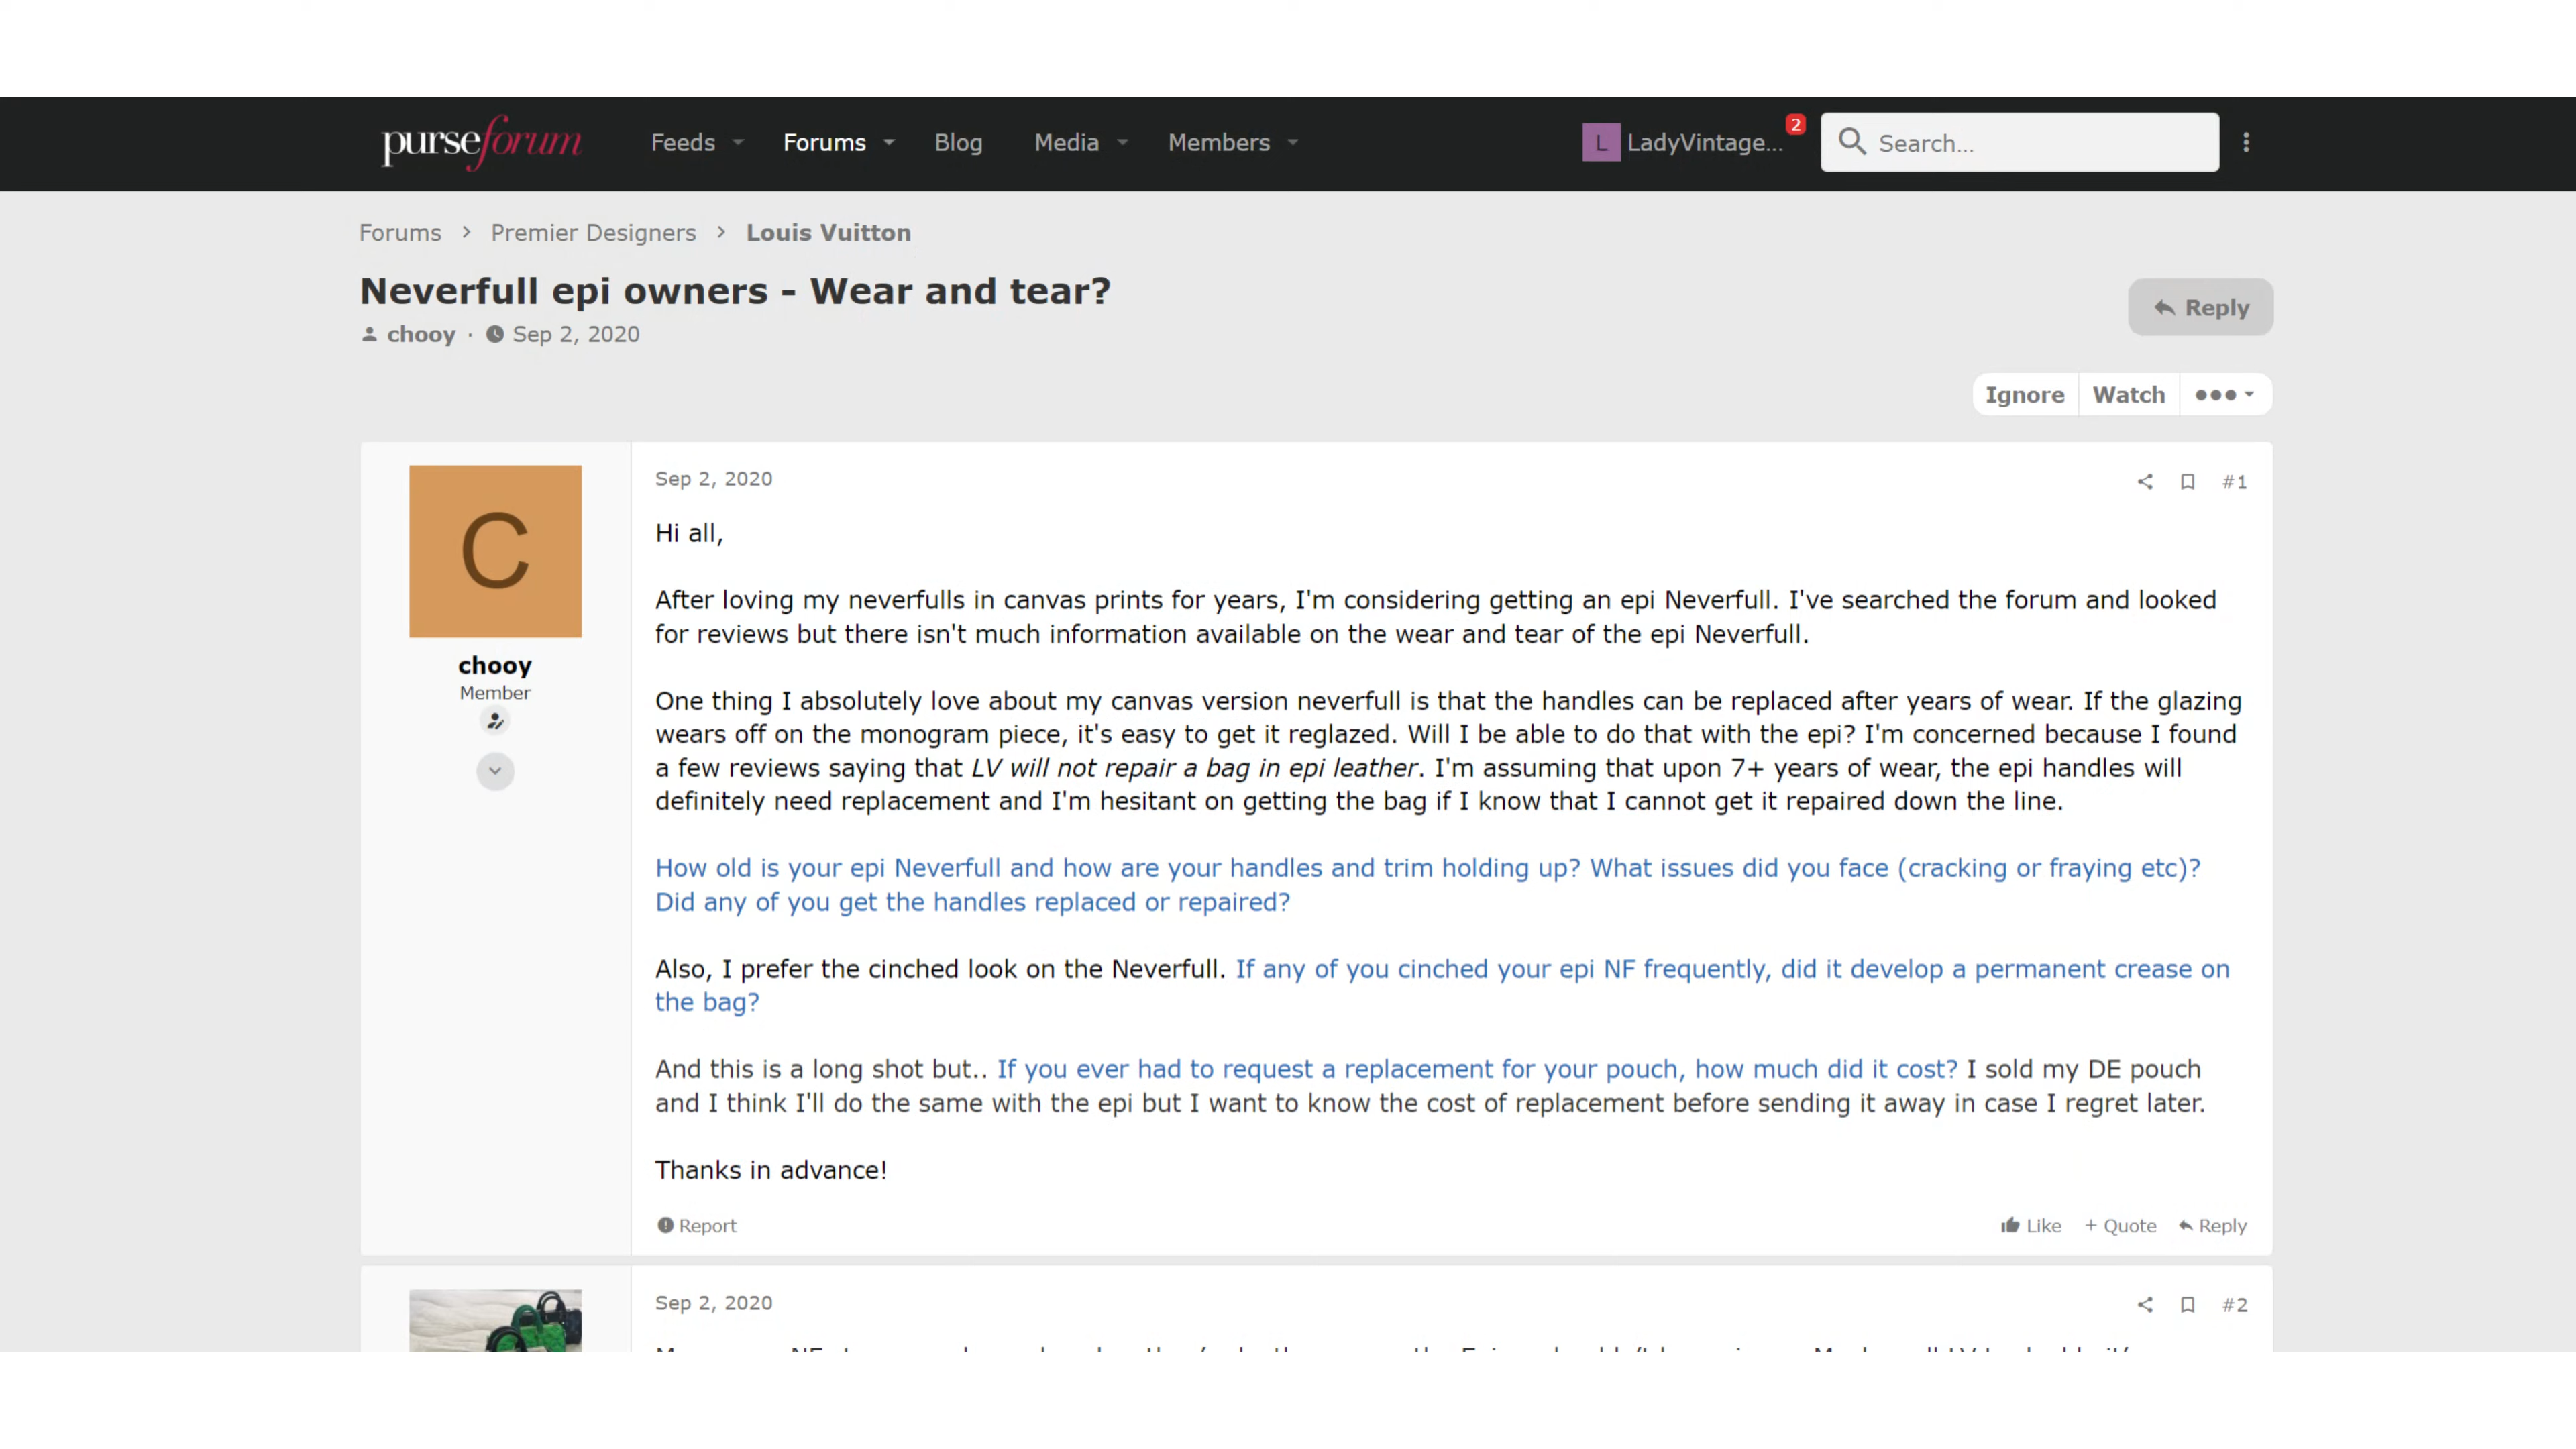 purseforum Feeds Forums Blog Media Members L LadyVintage... 2 Search...
Forums > Premier Designers > Louis Vuitton
Neverfull epi owners - Wear and tear?
Reply
chooy · Sep 2, 2020
Ignore Watch
C
chooy
Member
Sep 2, 2020 #1
Hi all,
After loving my neverfulls in canvas prints for years, I'm considering getting an epi Neverfull. I've searched the forum and looked
for reviews but there isn't much information available on the wear and tear of the epi Neverfull.
One thing I absolutely love about my canvas version neverfull is that the handles can be replaced after years of wear. If the glazing
wears off on the monogram piece, it's easy to get it reglazed. Will I be able to do that with the epi? I'm concerned because I found
a few reviews saying that LV will not repair a bag in epi leather. I'm assuming that upon 7+ years of wear, the epi handles will
definitely need replacement and I'm hesitant on getting the bag if I know that I cannot get it repaired down the line.
How old is your epi Neverfull and how are your handles and trim holding up? What issues did you face (cracking or fraying etc)?
Did any of you get the handles replaced or repaired?
Also, I prefer the cinched look on the Neverfull. If any of you cinched your epi NF frequently, did it develop a permanent crease on
the bag?
And this is a long shot but.. If you ever had to request a replacement for your pouch, how much did it cost? I sold my DE pouch
and I think I'll do the same with the epi but I want to know the cost of replacement before sending it away in case I regret later.
Thanks in advance!
Report Like + Quote Reply
Sep 2, 2020 #2